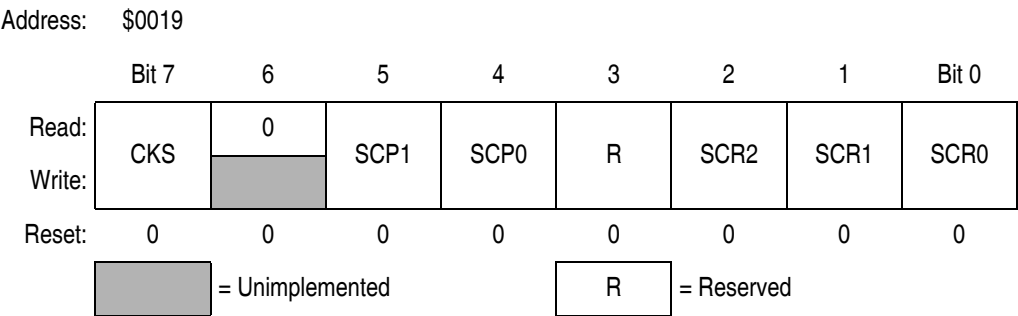 Address: $0019
Bit 7 6 5 4 3 2 1 Bit 0
Read: CKS 0 SCP1 SCP0 R SCR2 SCR1 SCR0
Write:
Reset: 0 0 0 0 0 0 0 0
= Unimplemented R = Reserved